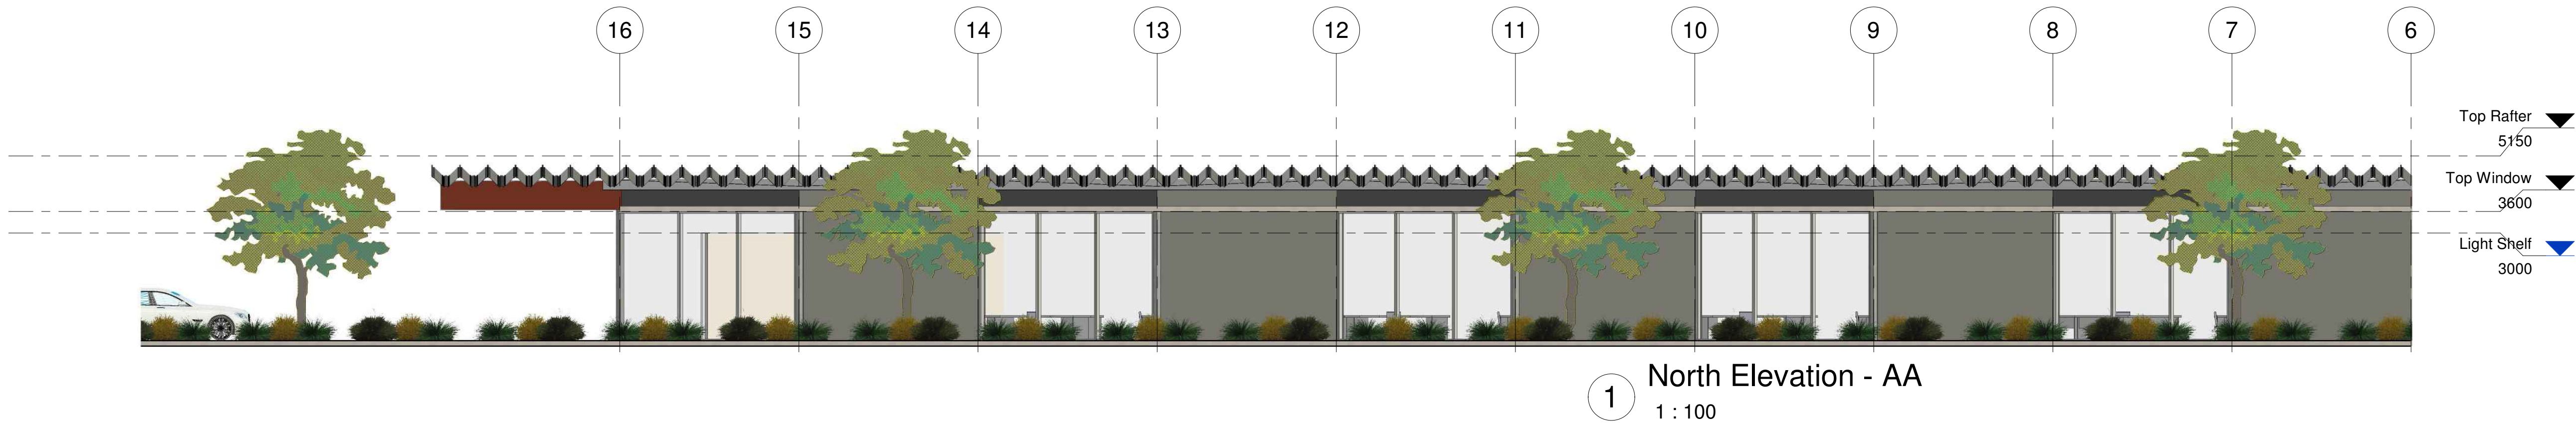 16 15 14 13 12 11 10 9 8 7 6
Top Rafter
5150
Top Window
3600
Light Shelf
3000
1 North Elevation - AA
1 : 100